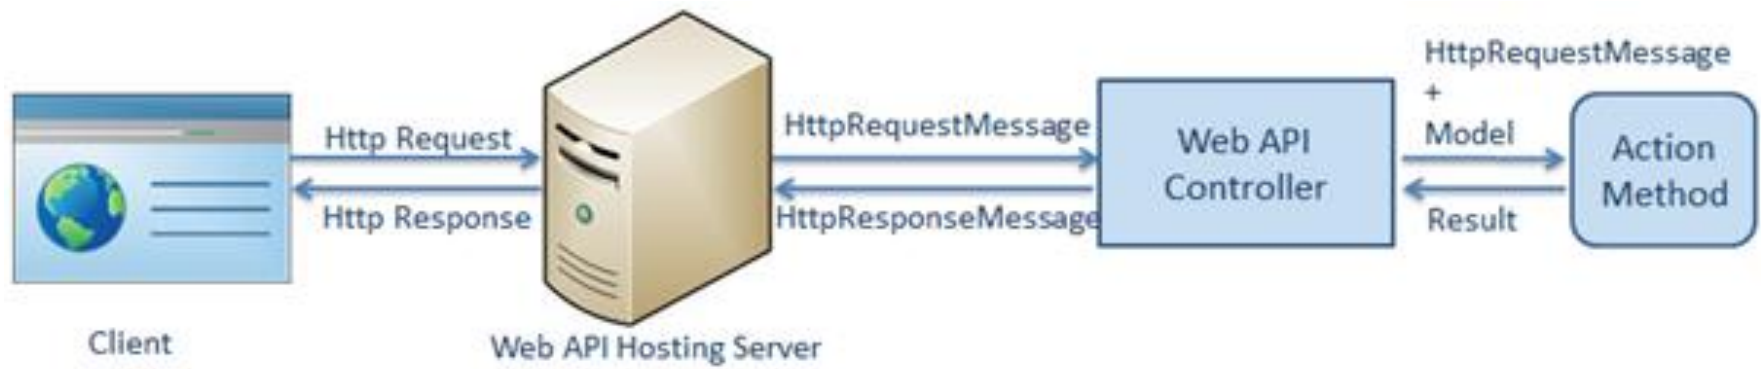 Http Request
Http Response
Client
Web API Hosting Server
HttpRequestMessage
HttpResponseMessage
Web API
Controller
HttpRequestMessage
+
Model
Result
Action
Method